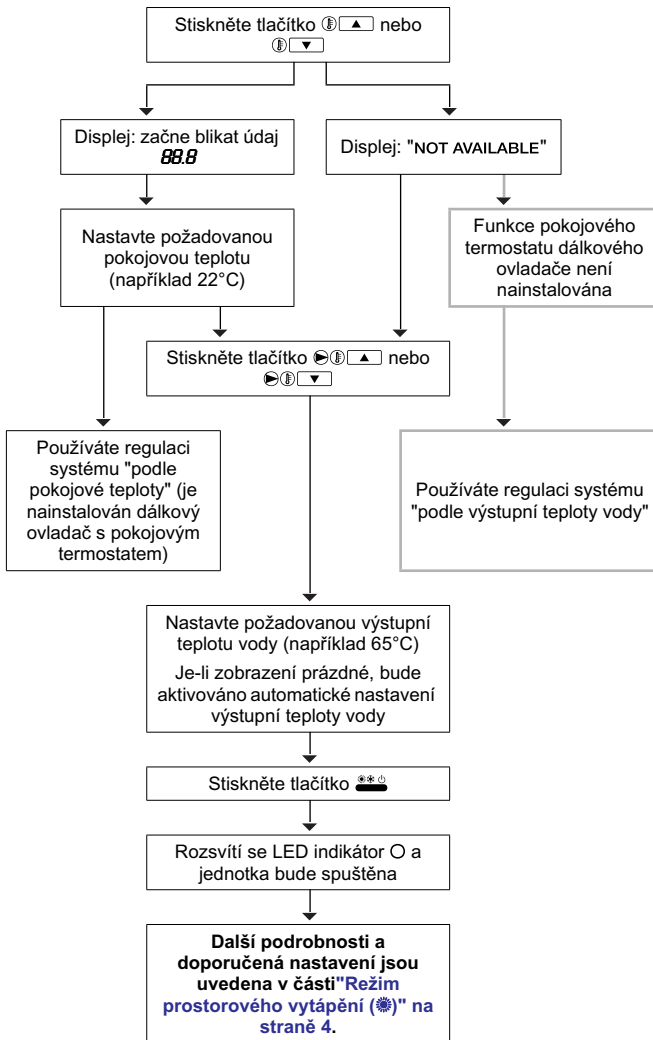 Stiskněte tlačítko ▲ nebo
▼
Displej: začne blikat údaj
88.8
Displej: "NOT AVAILABLE"
Nastavte požadovanou
pokojovou teplotu
(například 22°C)
Funkce pokojového
termostatu dálkového
ovladače není
nainstalována
Stiskněte tlačítko ▲ nebo
▼
Používáte regulaci
systému "podle
pokojové teploty" (je
nainstalován dálkový
ovladač s pokojovým
termostatem)
Používáte regulaci systému
"podle výstupní teploty vody"
Nastavte požadovanou výstupní
teplotu vody (například 65°C)
Je-li zobrazení prázdné, bude
aktivováno automatické nastavení
výstupní teploty vody
Stiskněte tlačítko
Rozsvítí se LED indikátor O a
jednotka bude spuštěna
Další podrobnosti a
doporučená nastavení jsou
uvedena v části"Režim
prostorového vytápění (☀)" na
straně 4.